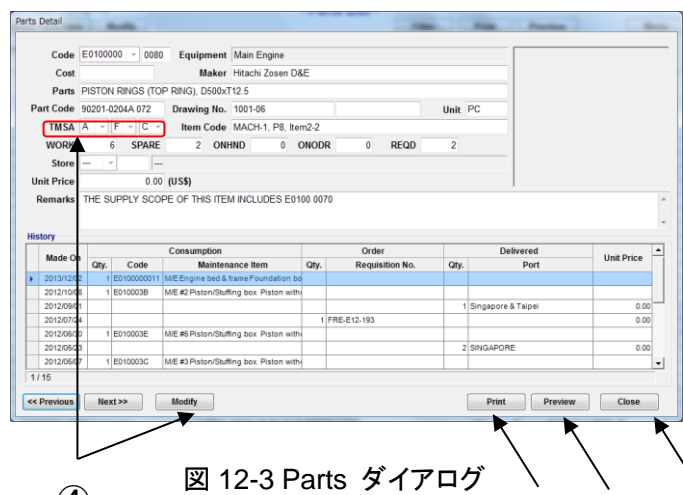 Parts Detail
Code E0100000 0080 Equipment Main Engine
Cost Maker Hitachi Zosen D&E
Parts PISTON RINGS (TOP RING), D500xT12.5
Part Code 90201-0204A 072 Drawing No. 1001-06 Unit PC
TMSA A F C Item Code MACH-1, P8, Item2-2
WORK 6 SPARE 2 ONHND 0 ONODR 0 REQD 2
Store --- ---
Unit Price 0.00 (US$)
Remarks THE SUPPLY SCOPE OF THIS ITEM INCLUDES E0100 0070
History
Made On Consumption Order Delivered Unit Price
Qty. Code Maintenance Item Qty. Requisition No. Qty. Port
2013/12/02 1 E0100000011 M/E Engine bed & frame Foundation bo
2012/10/06 1 E010003B M/E #2 Piston/Stuffing box Piston with
2012/09/01 1 Singapore & Taipei 0.00
2012/07/24 1 FRE-E12-193 0.00
2012/06/30 1 E010003E M/E #5 Piston/Stuffing box Piston with
2012/05/23 2 SINGAPORE 0.00
2012/05/07 1 E010003C M/E #3 Piston/Stuffing box Piston with
1 / 15
<< Previous Next >> Modify Print Preview Close
図 12-3 Parts ダイアログ